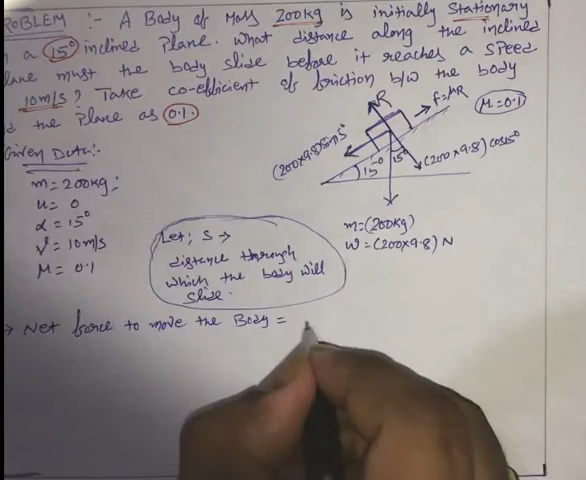 ROBLEM :- A Body of Mass 200kg is initially Stationary
n a 15° inclined Plane. What distance along the inclined
lane must the body slide before it reaches a speed
10m/s? Take co-efficient of friction b/w the body
d the Plane as 0.1.
Given Data:-
m = 200kg
u = 0
α = 15°
V = 10m/s
μ = 0.1
R
F=μR
μ=0.1
(200×9.8)sin15°
15°
15°
(200×9.8)cos15°
m=(200kg)
w=(200×9.8) N
Let; S →
distance through
which the body will
slide.
→ Net force to move the Body =